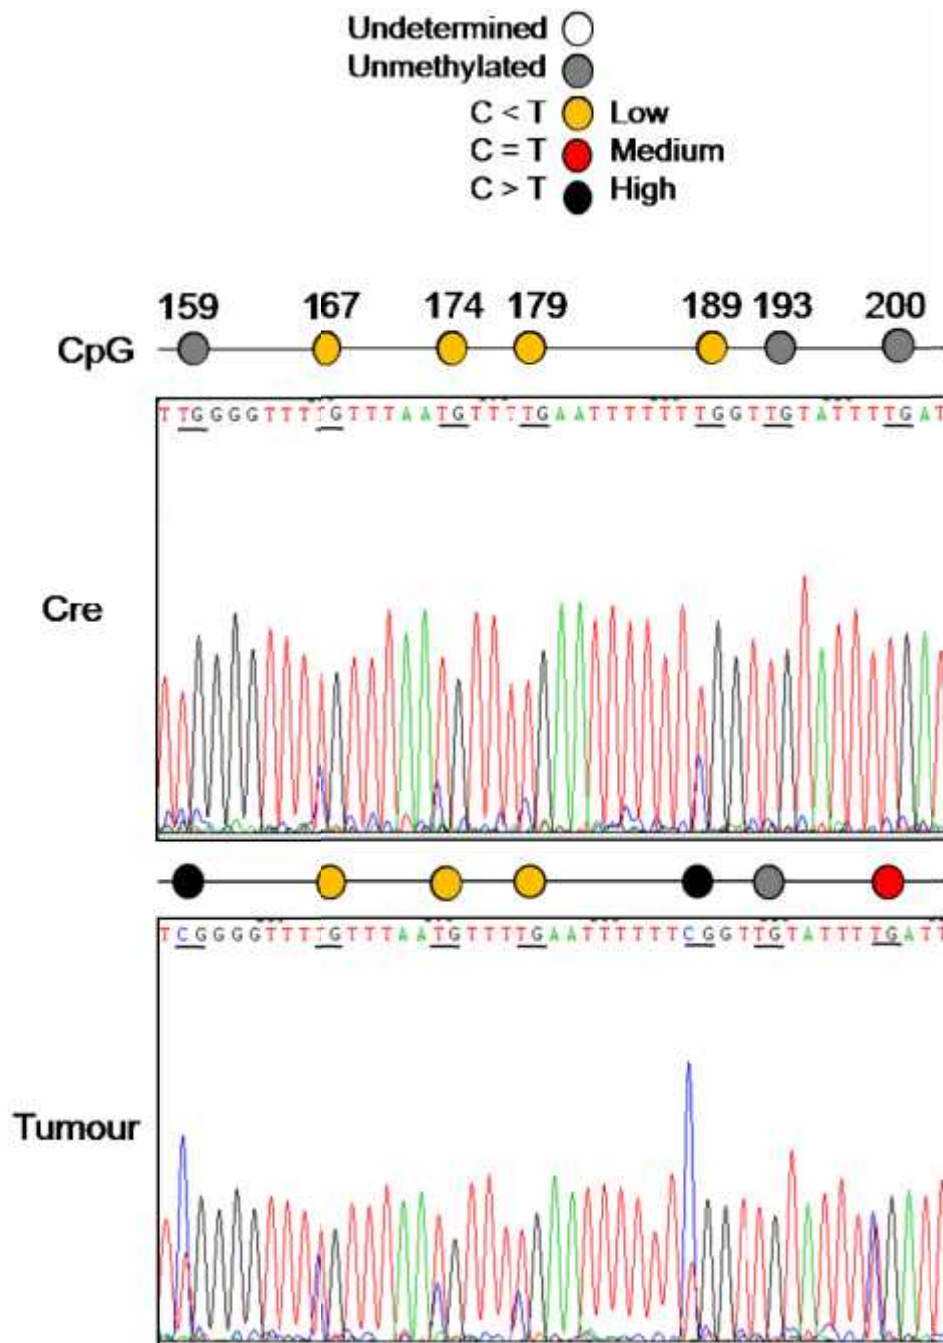 Undetermined
Unmethylated
C < T Low
C = T Medium
C > T High
159 167 174 179 189 193 200
CpG
T T G G G G T T T T G T T T A A T G T T T T G A A T T T T T T T G G T T G T A T T T T G A T
Cre
T C G G G G T T T T G T T T A A T G T T T T G A A T T T T T T C G G T T G T A T T T T G A T T
Tumour